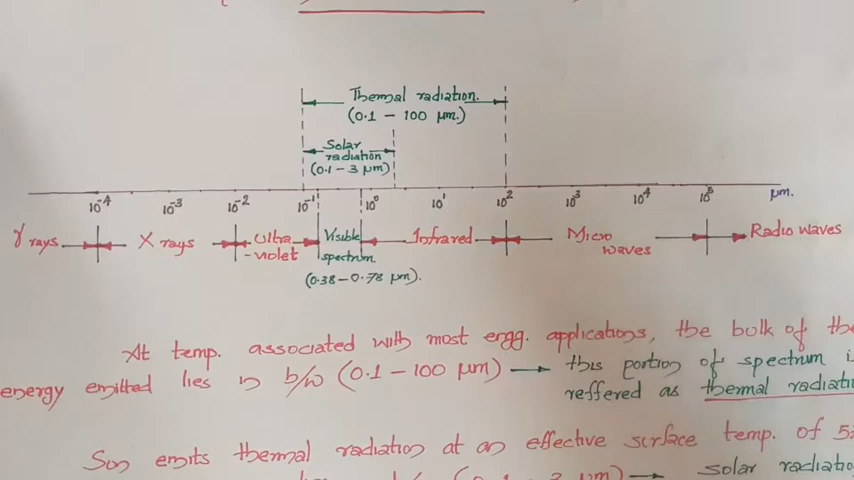 Thermal radiation.
(0.1 - 100 μm.)
Solar
radiation
(0.1 - 3 μm)
10⁻⁴ 10⁻³ 10⁻² 10⁻¹ 10⁰ 10¹ 10² 10³ 10⁴ 10⁵ μm.
γ rays X rays Ultra Visible Infrared Micro Radio waves
-violet spectrum waves
(0.38 - 0.78 μm).
At temp. associated with most engg. applications, the bulk of the
energy emitted lies in b/w (0.1 - 100 μm) → this portion of spectrum
reffered as thermal
Sun emits thermal radiation at an effective surface temp. of
μm) → solar